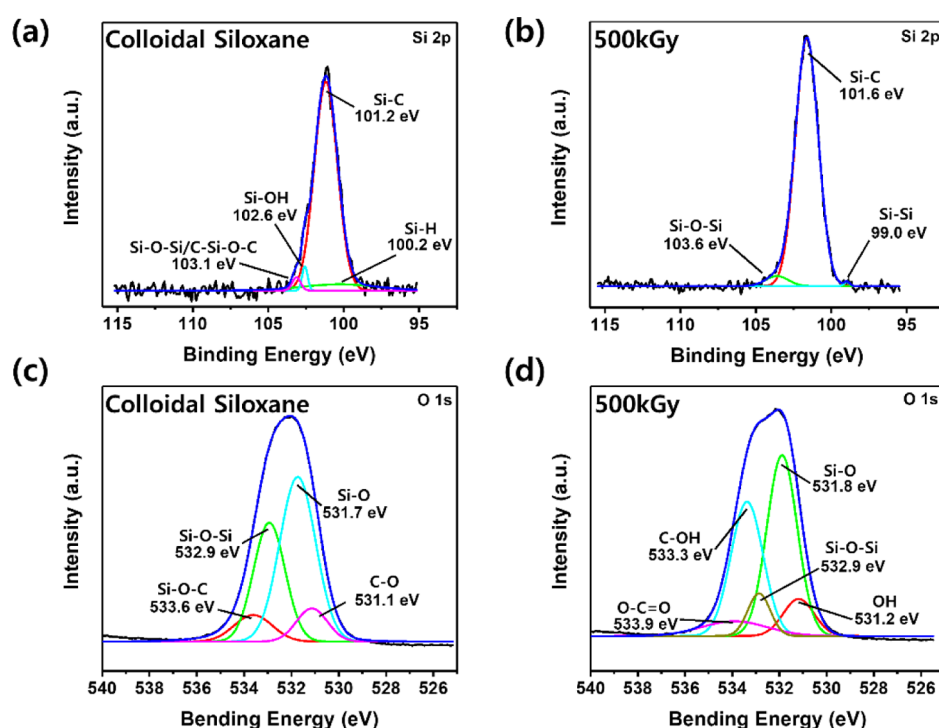 (a)
Colloidal Siloxane
Si 2p
Si-C
101.2 eV
Si-OH
102.6 eV
Si-H
100.2 eV
Si-O-Si/C-Si-O-C
103.1 eV
Intensity (a.u.)
115 110 105 100 95
Binding Energy (eV)
(b)
500kGy
Si 2p
Si-C
101.6 eV
Si-O-Si
103.6 eV
Si-Si
99.0 eV
Intensity (a.u.)
115 110 105 100 95
Binding Energy (eV)
(c)
Colloidal Siloxane
O 1s
Si-O
531.7 eV
Si-O-Si
532.9 eV
Si-O-C
533.6 eV
C-O
531.1 eV
Intensity (a.u.)
540 538 536 534 532 530 528 526
Bending Energy (eV)
(d)
500kGy
O 1s
Si-O
531.8 eV
C-OH
533.3 eV
Si-O-Si
532.9 eV
O-C=O
533.9 eV
OH
531.2 eV
Intensity (a.u.)
540 538 536 534 532 530 528 526
Bending Energy (eV)